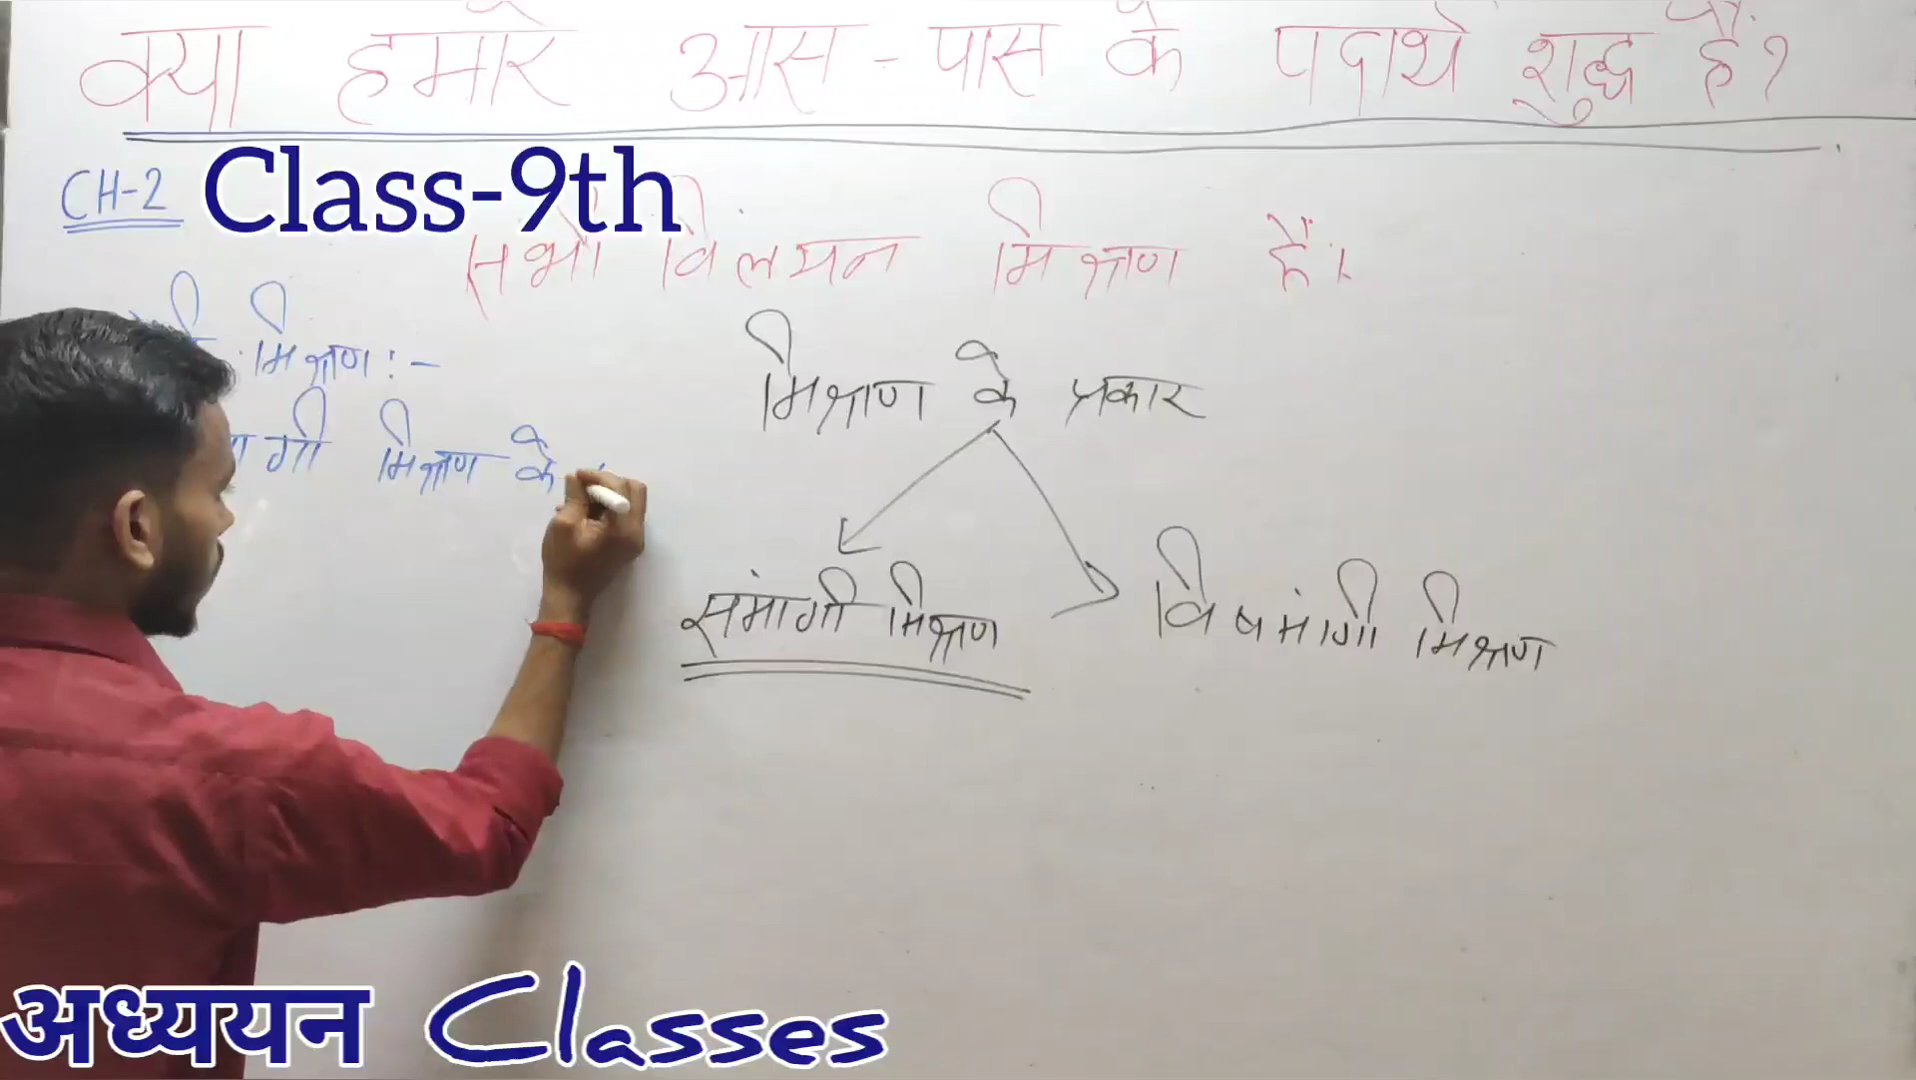 क्या हमारे आस-पास के पदार्थ शुद्ध हैं?
CH-2 Class-9th
सभी विलयन मिश्रण हैं।
मिश्रण :-
मिश्रण के
मिश्रण के प्रकार
समांगी मिश्रण
विषमांगी मिश्रण
अध्ययन Classes